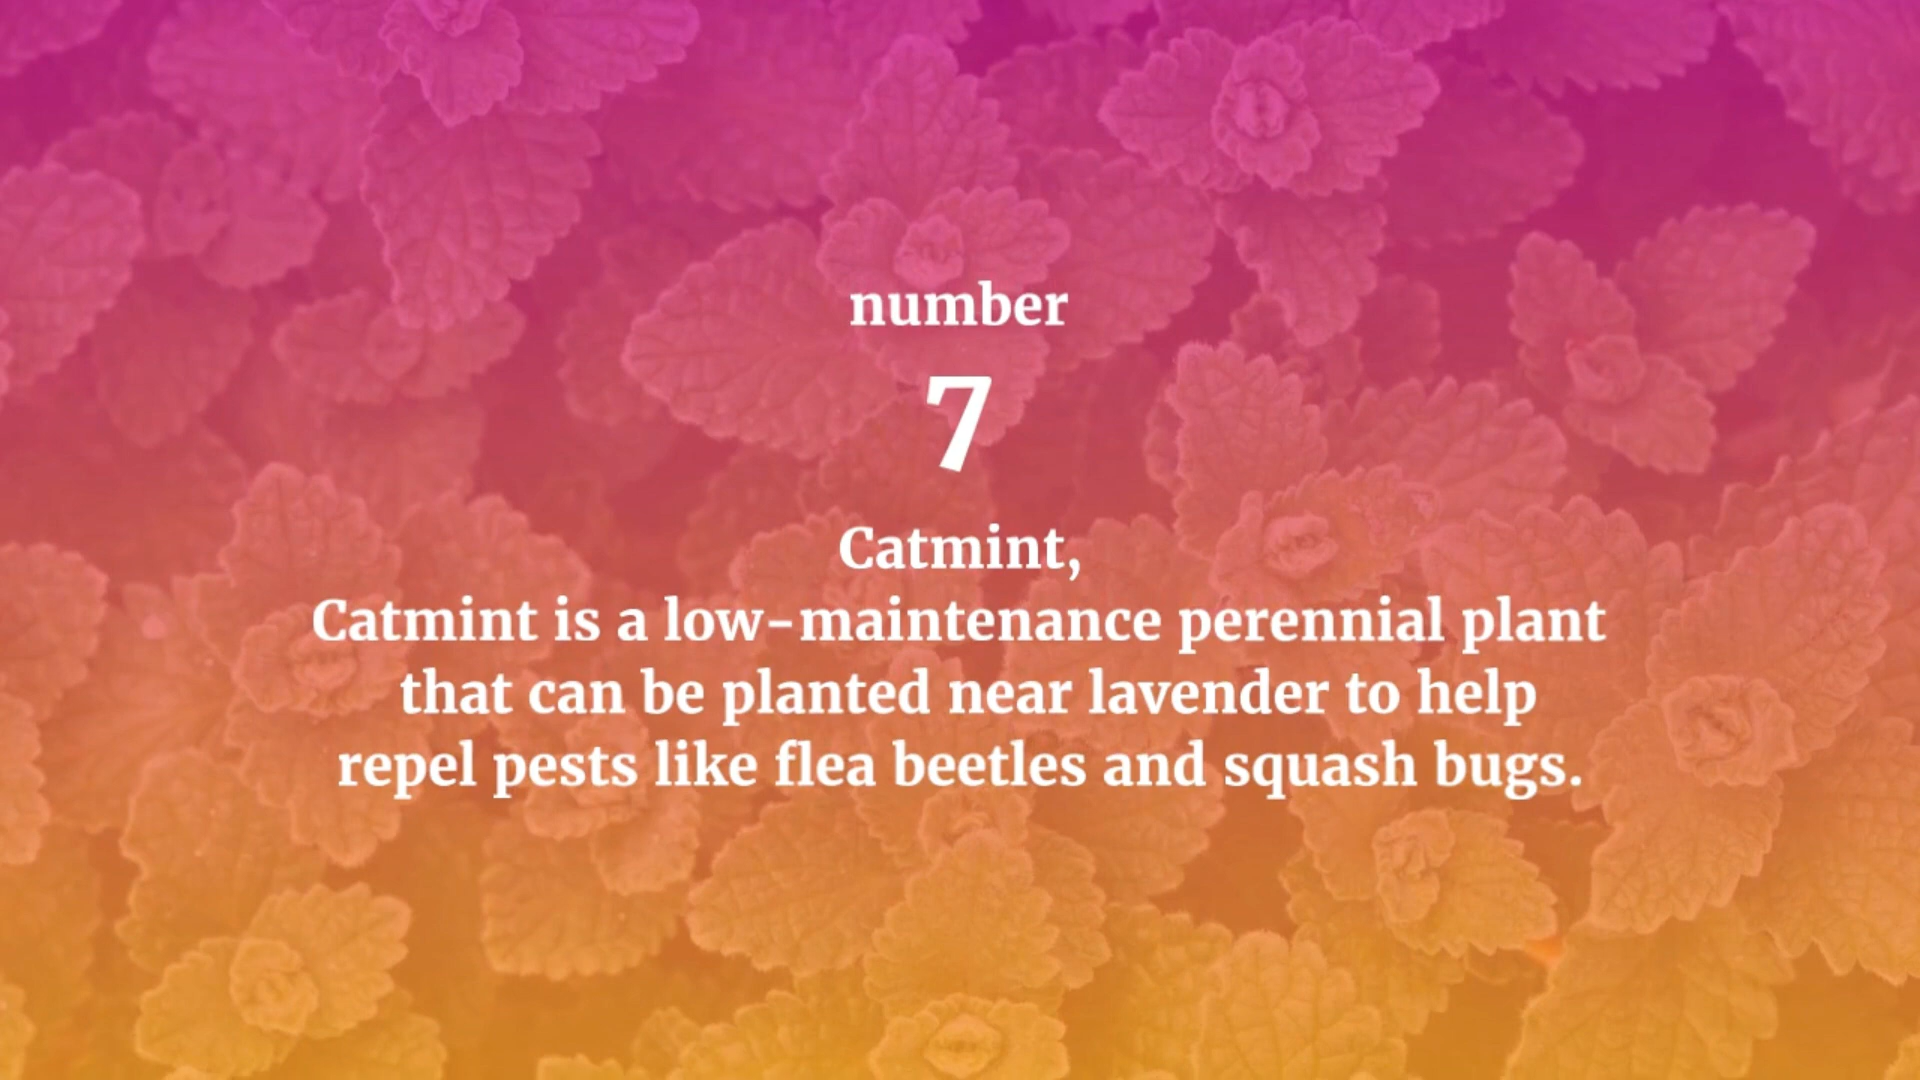 number
7
Catmint,
Catmint is a low-maintenance perennial plant
that can be planted near lavender to help
repel pests like flea beetles and squash bugs.